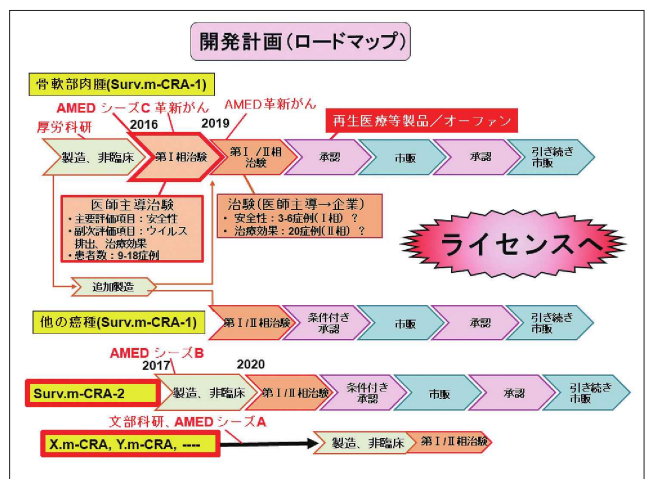 開発計画(ロードマップ)
骨軟部肉腫(Surv.m-CRA-1)
AMED シーズC 革新がん
AMED革新がん
厚労科研
2016
2019
再生医療等製品／オーファン
製造、非臨床
第Ⅰ相治験
第Ⅰ/Ⅱ相
治験
承認
市販
承認
引き続き
市販
医師主導治験
・主要評価項目：安全性
・副次評価項目：ウイルス
排出、治療効果
・患者数：9-18症例
治験(医師主導→企業)
・安全性：3-6症例(Ⅰ相) ？
・治療効果：20症例(Ⅱ相) ？
ライセンスへ
追加製造
他の癌種(Surv.m-CRA-1)
第Ⅰ/Ⅱ相治験
条件付き
承認
市販
承認
引き続き
市販
AMED シーズB
2017
2020
Surv.m-CRA-2
製造、非臨床
第Ⅰ/Ⅱ相治験
条件付き
承認
市販
承認
引き続き
市販
文部科研、AMED シーズA
X.m-CRA, Y.m-CRA, ----
製造、非臨床
第Ⅰ/Ⅱ相治験